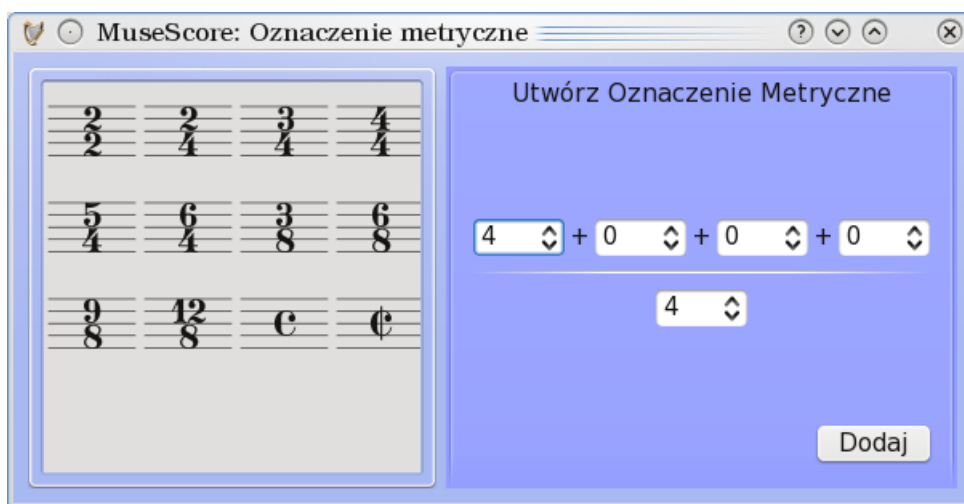 MuseScore: Oznaczenie metryczne
Utwórz Oznaczenie Metryczne
2 2 3 4
2 4 4 4
5 6 3 6
4 4 8 8
9 12 C ¢
8 8
4 + 0 + 0 + 0
4
Dodaj